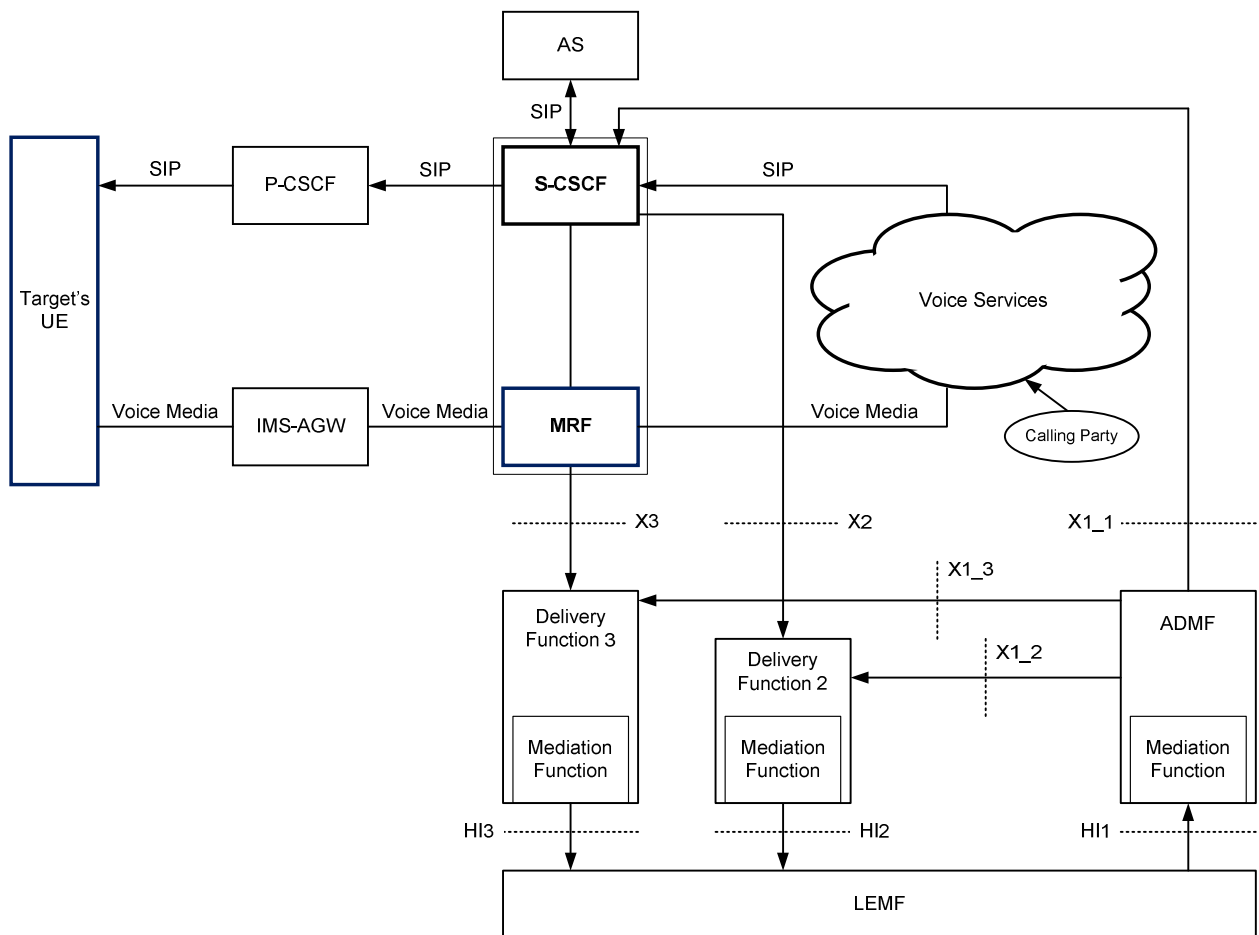 AS
SIP
SIP
P-CSCF
SIP
S-CSCF
SIP
Target's
UE
Voice Services
Voice Media
IMS-AGW
Voice Media
MRF
Voice Media
Calling Party
X3
X2
X1_1
X1_3
Delivery
Function 3
ADMF
X1_2
Delivery
Function 2
Mediation
Function
Mediation
Function
Mediation
Function
HI3
HI2
HI1
LEMF